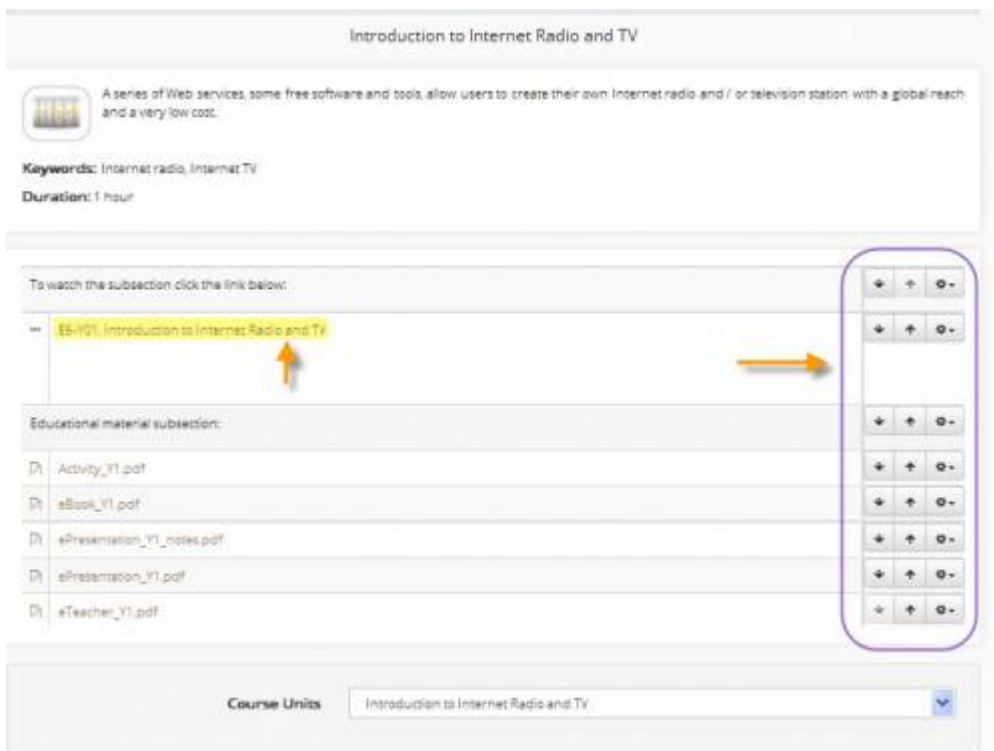 Introduction to Internet Radio and TV
A series of Web services, some free software and tools, allow users to create their own Internet radio and / or television station with a global reach
and a very low cost.
Keywords: Internet radio, Internet TV
Duration: 1 hour
To watch the subsection click the link below:
E6-Y01. Introduction to Internet Radio and TV
Educational material subsection:
Activity_Y1.pdf
eBook_Y1.pdf
ePresentation_Y1_notes.pdf
ePresentation_Y1.pdf
eTeacher_Y1.pdf
Course Units Introduction to Internet Radio and TV